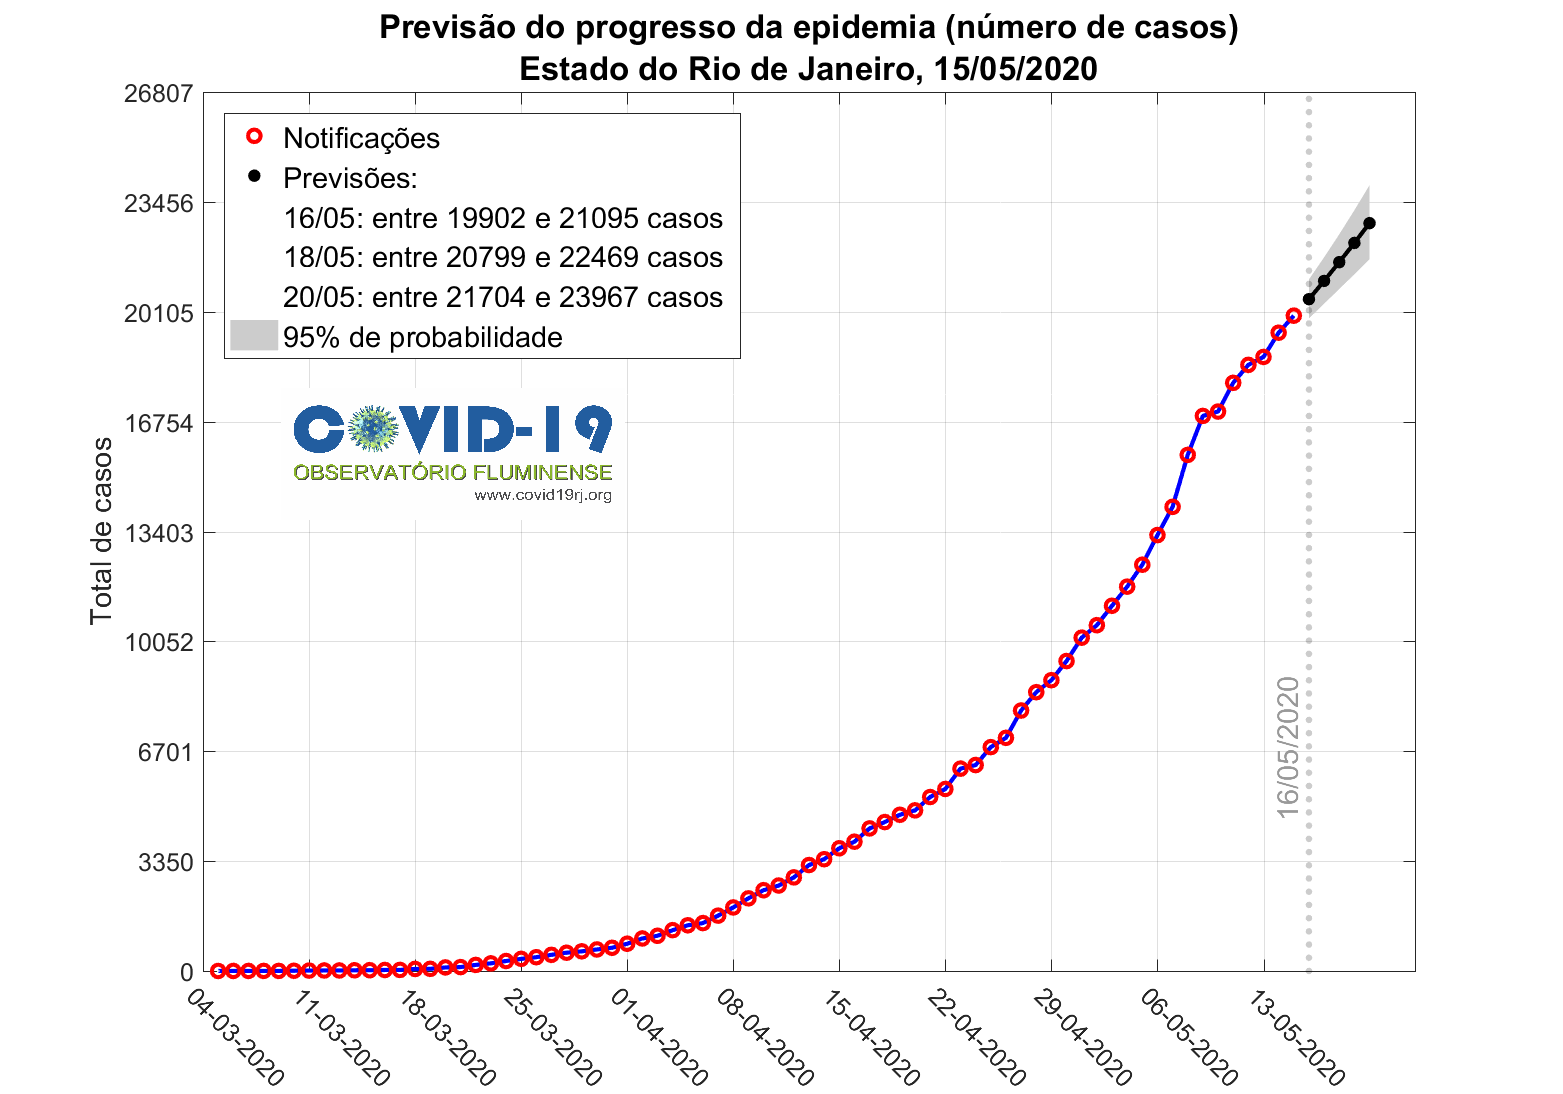 Previsão do progresso da epidemia (número de casos)
Estado do Rio de Janeiro, 15/05/2020
26807
23456
20105
16754
13403
10052
6701
3350
0
Total de casos
Notificações
Previsões:
16/05: entre 19902 e 21095 casos
18/05: entre 20799 e 22469 casos
20/05: entre 21704 e 23967 casos
95% de probabilidade
COVID-19
OBSERVATÓRIO FLUMINENSE
www.covid19rj.org
16/05/2020
04-03-2020
11-03-2020
18-03-2020
25-03-2020
01-04-2020
08-04-2020
15-04-2020
22-04-2020
29-04-2020
06-05-2020
13-05-2020